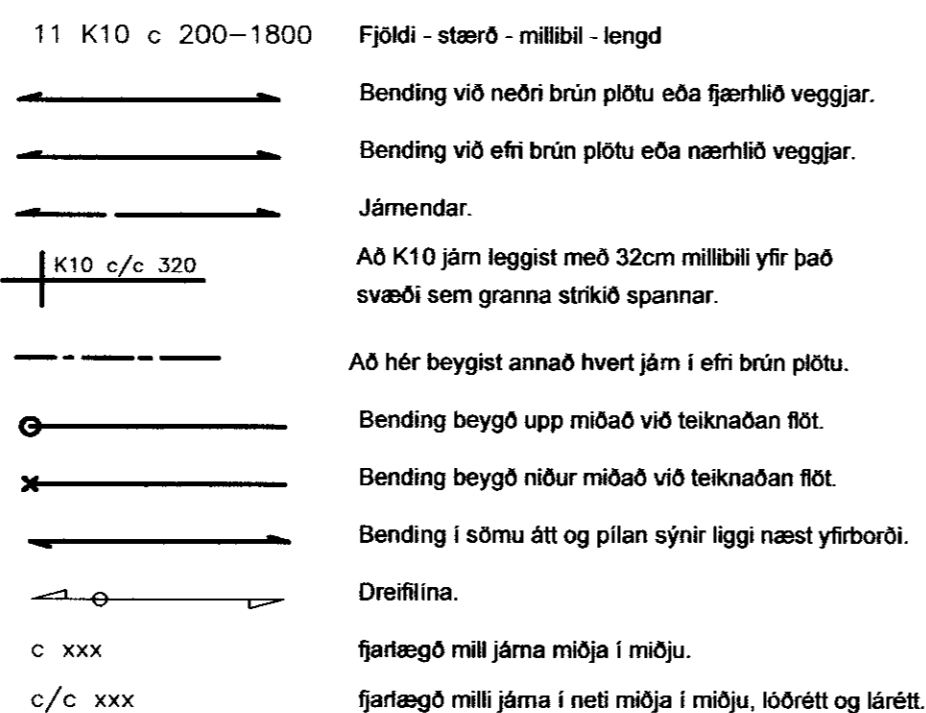 11 K10 c 200-1800 Fjöldi - stærð - millibil - lengd
Bending við neðri brún plötu eða fjærhlið veggjar.
Bending við efri brún plötu eða nærhlið veggjar.
Járnendar.
K10 c/c 320 Að K10 járn leggist með 32cm millibili yfir það
svæði sem granna strikið spannar.
Að hér beygist annað hvert járn í efri brún plötu.
Bending beygð upp miðað við teiknaðan flöt.
Bending beygð niður miðað við teiknaðan flöt.
Bending í sömu átt og pílan sýnir liggi næst yfirborði.
Dreifilína.
c xxx fjarlægð mill járna miðja í miðju.
c/c xxx fjarlægð milli járna í neti miðja í miðju, lóðrétt og lárétt.